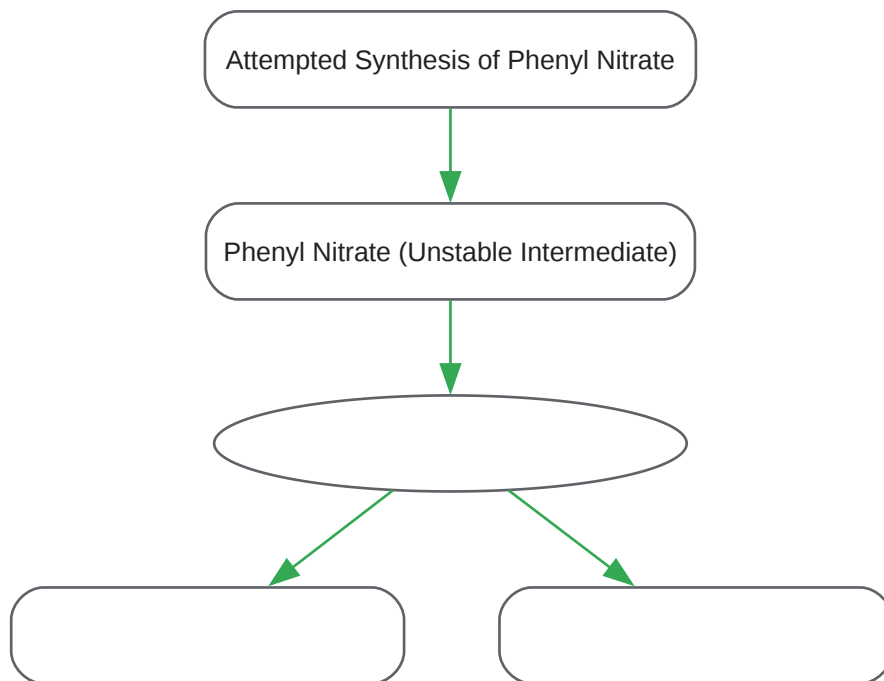 Attempted Synthesis of Phenyl Nitrate
Phenyl Nitrate (Unstable Intermediate)